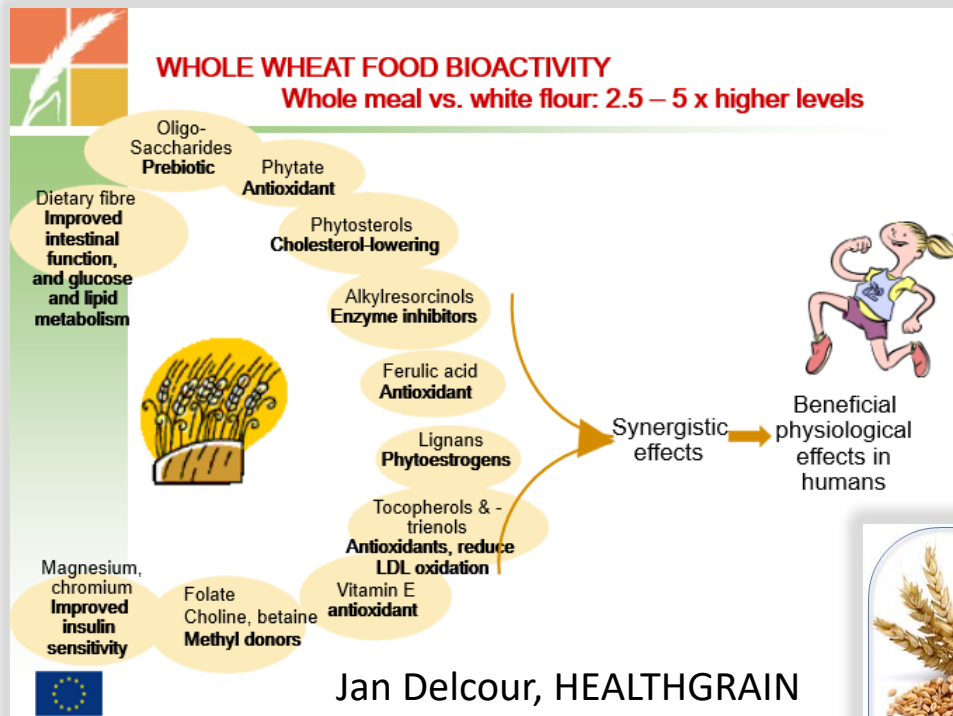 WHOLE WHEAT FOOD BIOACTIVITY
Whole meal vs. white flour: 2.5 – 5 x higher levels
Oligo-
Saccharides
Prebiotic
Phytate
Antioxidant
Dietary fibre
Improved
intestinal
function,
and glucose
and lipid
metabolism
Phytosterols
Cholesterol-lowering
Alkylresorcinols
Enzyme inhibitors
Ferulic acid
Antioxidant
Lignans
Phytoestrogens
Tocopherols & -
trienols
Antioxidants, reduce
LDL oxidation
Vitamin E
antioxidant
Folate
Choline, betaine
Methyl donors
Magnesium,
chromium
Improved
insulin
sensitivity
Synergistic
effects
Beneficial
physiological
effects in
humans
Jan Delcour, HEALTHGRAIN